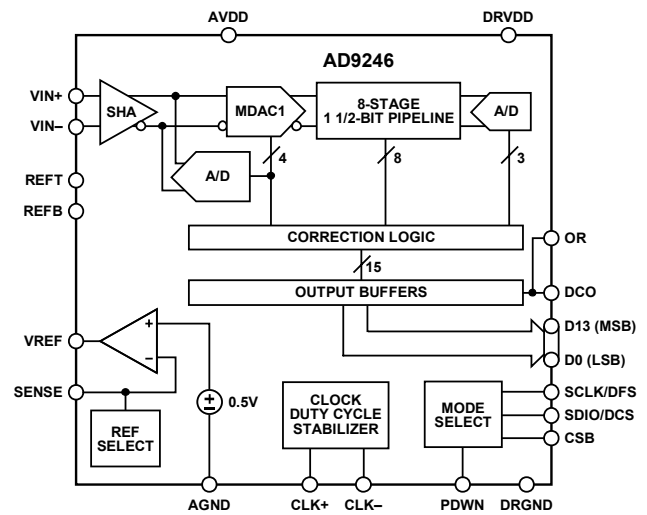 AVDD
DRVDD
AD9246
VIN+
VIN–
SHA
MDAC1
8-STAGE
1 1/2-BIT PIPELINE
A/D
A/D
4
8
3
REFT
REFB
CORRECTION LOGIC
OR
15
OUTPUT BUFFERS
DCO
D13 (MSB)
D0 (LSB)
VREF
+
–
SENSE
REF
SELECT
+
–
0.5V
CLOCK
DUTY CYCLE
STABILIZER
MODE
SELECT
SCLK/DFS
SDIO/DCS
CSB
AGND
CLK+
CLK–
PDWN
DRGND